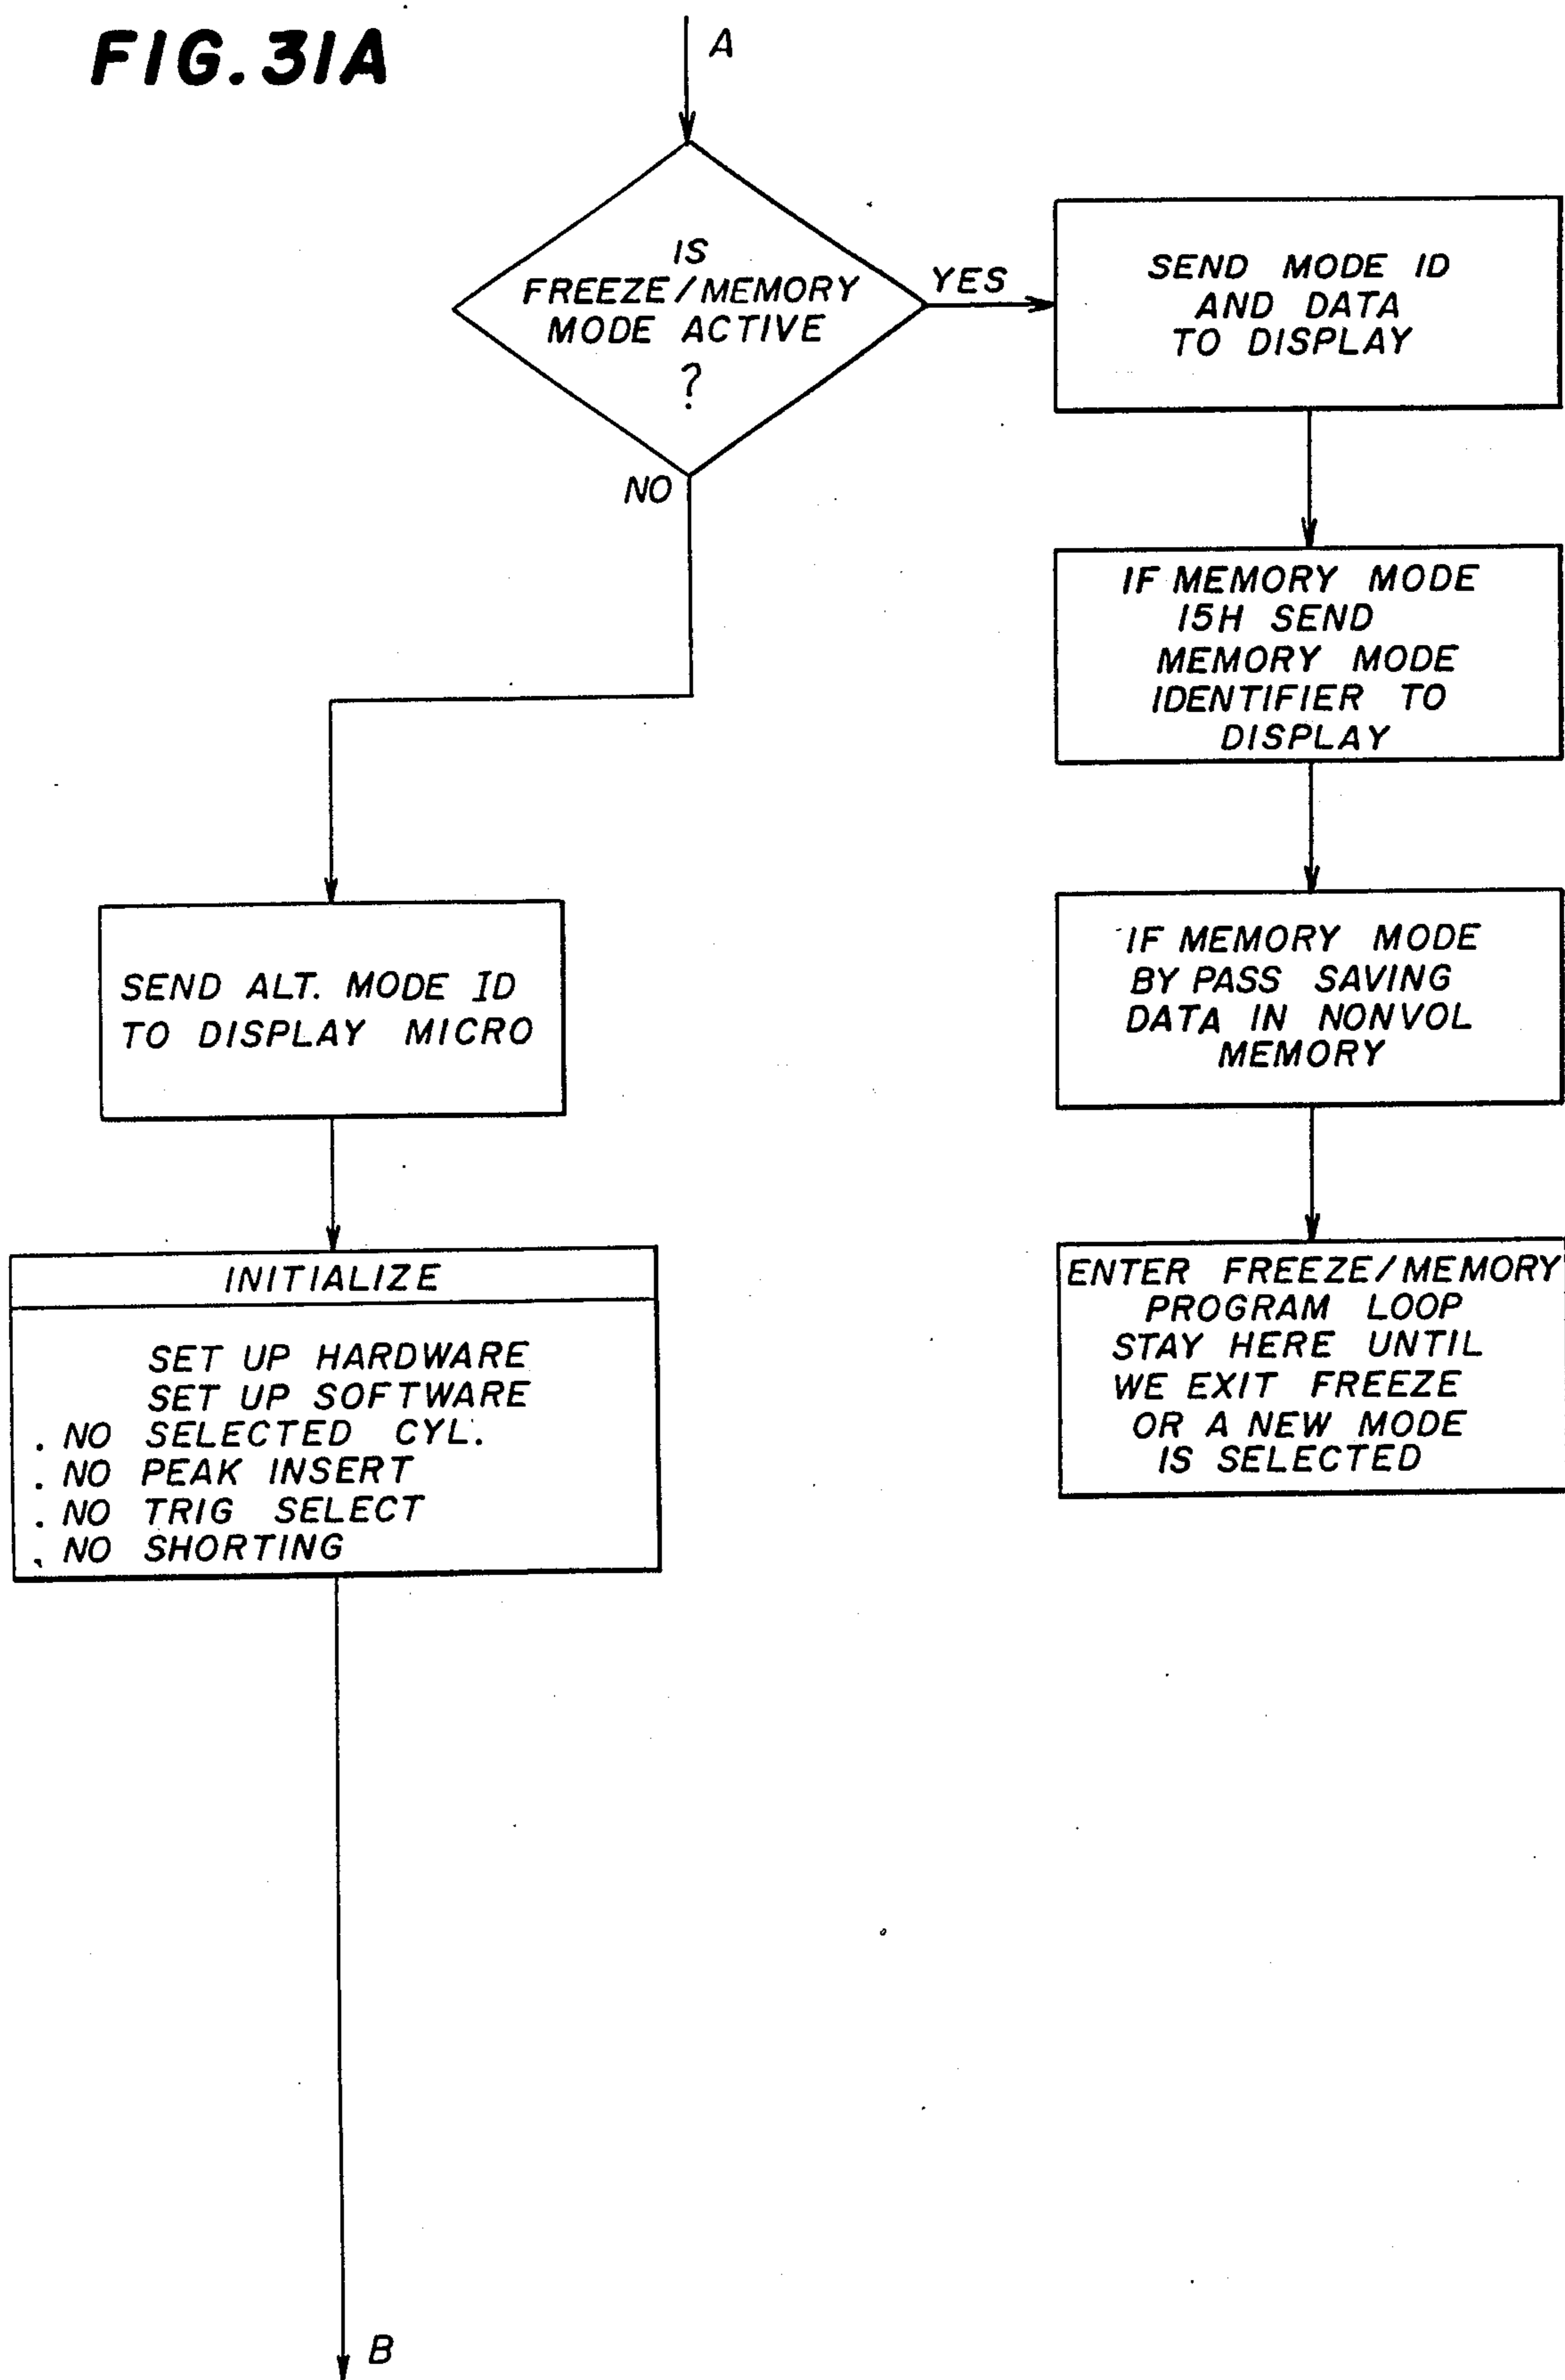 FIG. 31A
A
IS
FREEZE/MEMORY
MODE ACTIVE
?
YES
NO
SEND MODE ID
AND DATA
TO DISPLAY
IF MEMORY MODE
15H SEND
MEMORY MODE
IDENTIFIER TO
DISPLAY
IF MEMORY MODE
BY PASS SAVING
DATA IN NONVOL
MEMORY
ENTER FREEZE/MEMORY
PROGRAM LOOP
STAY HERE UNTIL
WE EXIT FREEZE
OR A NEW MODE
IS SELECTED
SEND ALT. MODE ID
TO DISPLAY MICRO
INITIALIZE
SET UP HARDWARE
SET UP SOFTWARE
. NO SELECTED CYL.
. NO PEAK INSERT
. NO TRIG SELECT
. NO SHORTING
B